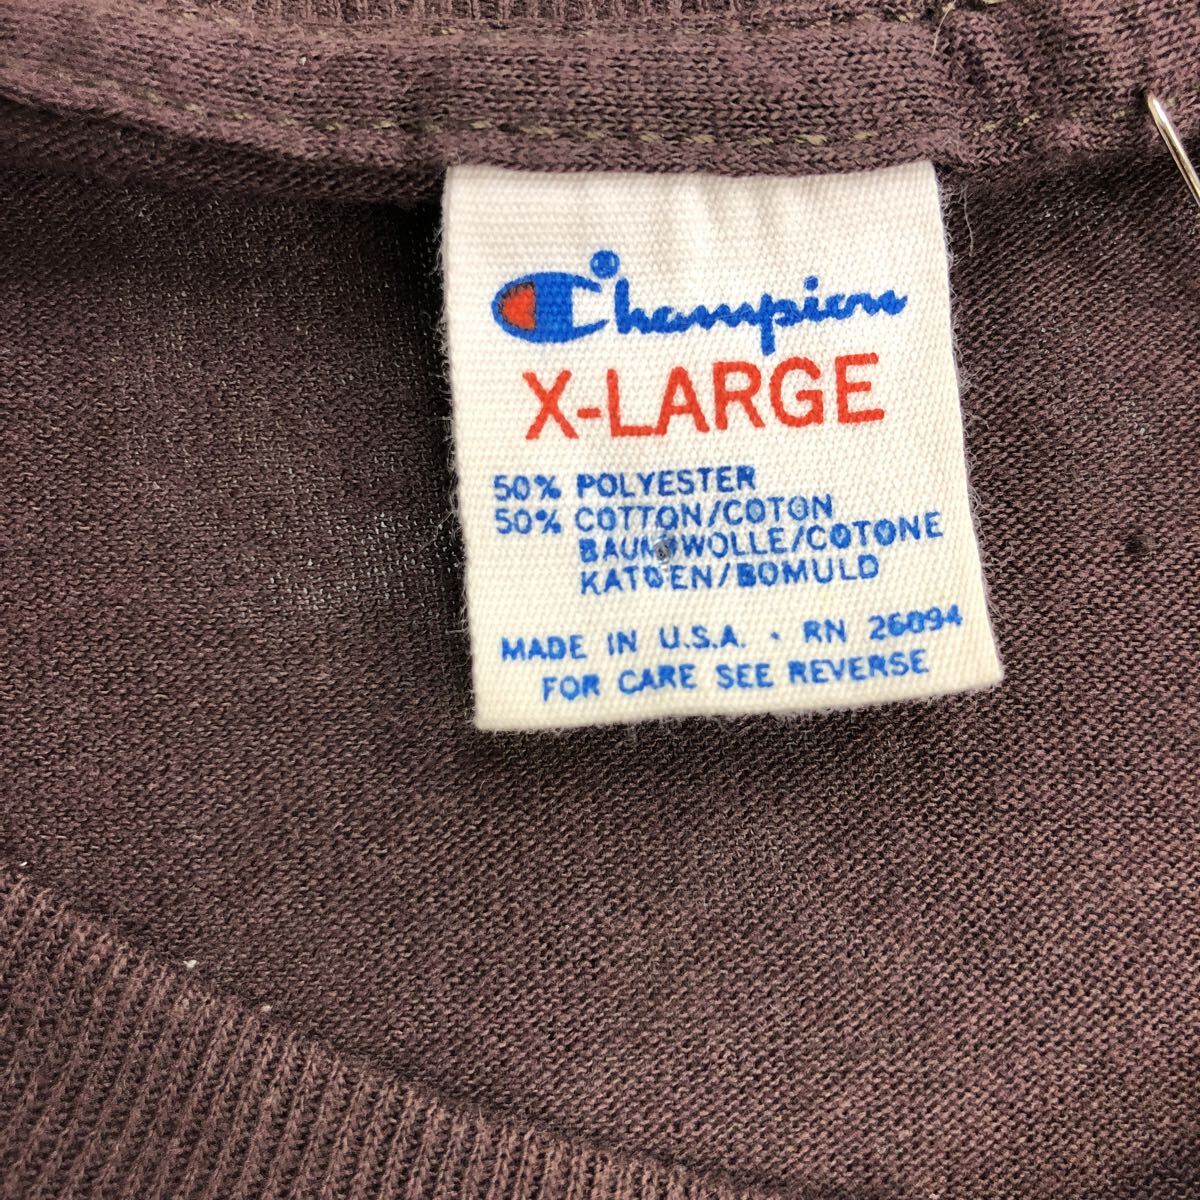 Champion
X-LARGE
50% POLYESTER
50% COTTON/COTON
BAUMWOLLE/COTONE
KATOEN/BOMULD
MADE IN U.S.A. · RN 26094
FOR CARE SEE REVERSE